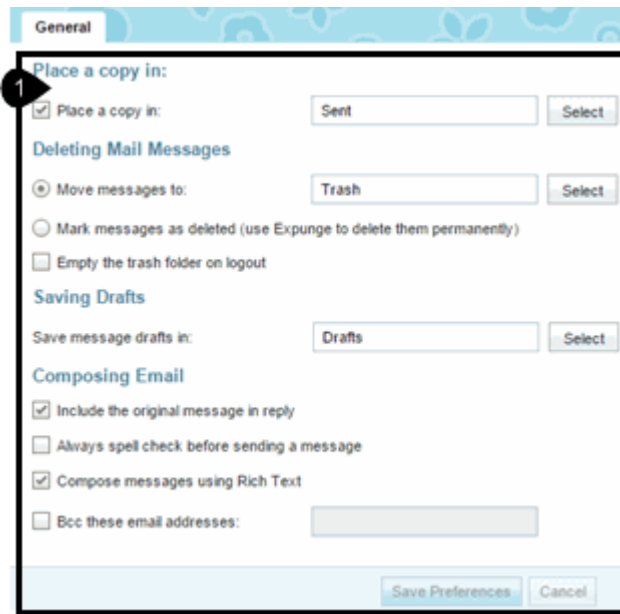 General
1
Place a copy in:
Place a copy in: Sent Select
Deleting Mail Messages
Move messages to: Trash Select
Mark messages as deleted (use Expunge to delete them permanently)
Empty the trash folder on logout
Saving Drafts
Save message drafts in: Drafts Select
Composing Email
Include the original message in reply
Always spell check before sending a message
Compose messages using Rich Text
Bcc these email addresses:
Save Preferences Cancel